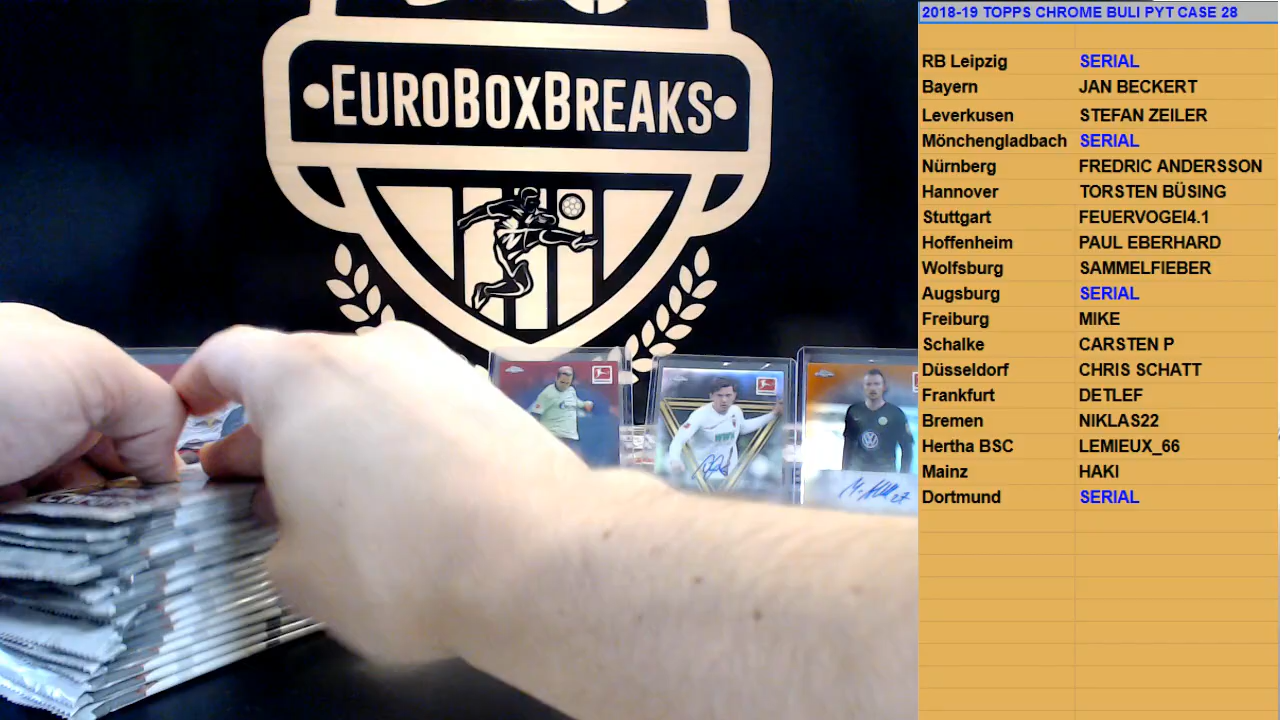 EUROBOXBREAKS
2018-19 TOPPS CHROME BULI PYT CASE 28
RB Leipzig SERIAL
Bayern JAN BECKERT
Leverkusen STEFAN ZEILER
Mönchengladbach SERIAL
Nürnberg FREDRIC ANDERSSON
Hannover TORSTEN BÜSING
Stuttgart FEUERVOGEl4.1
Hoffenheim PAUL EBERHARD
Wolfsburg SAMMELFIEBER
Augsburg SERIAL
Freiburg MIKE
Schalke CARSTEN P
Düsseldorf CHRIS SCHATT
Frankfurt DETLEF
Bremen NIKLAS22
Hertha BSC LEMIEUX_66
Mainz HAKI
Dortmund SERIAL
WWK